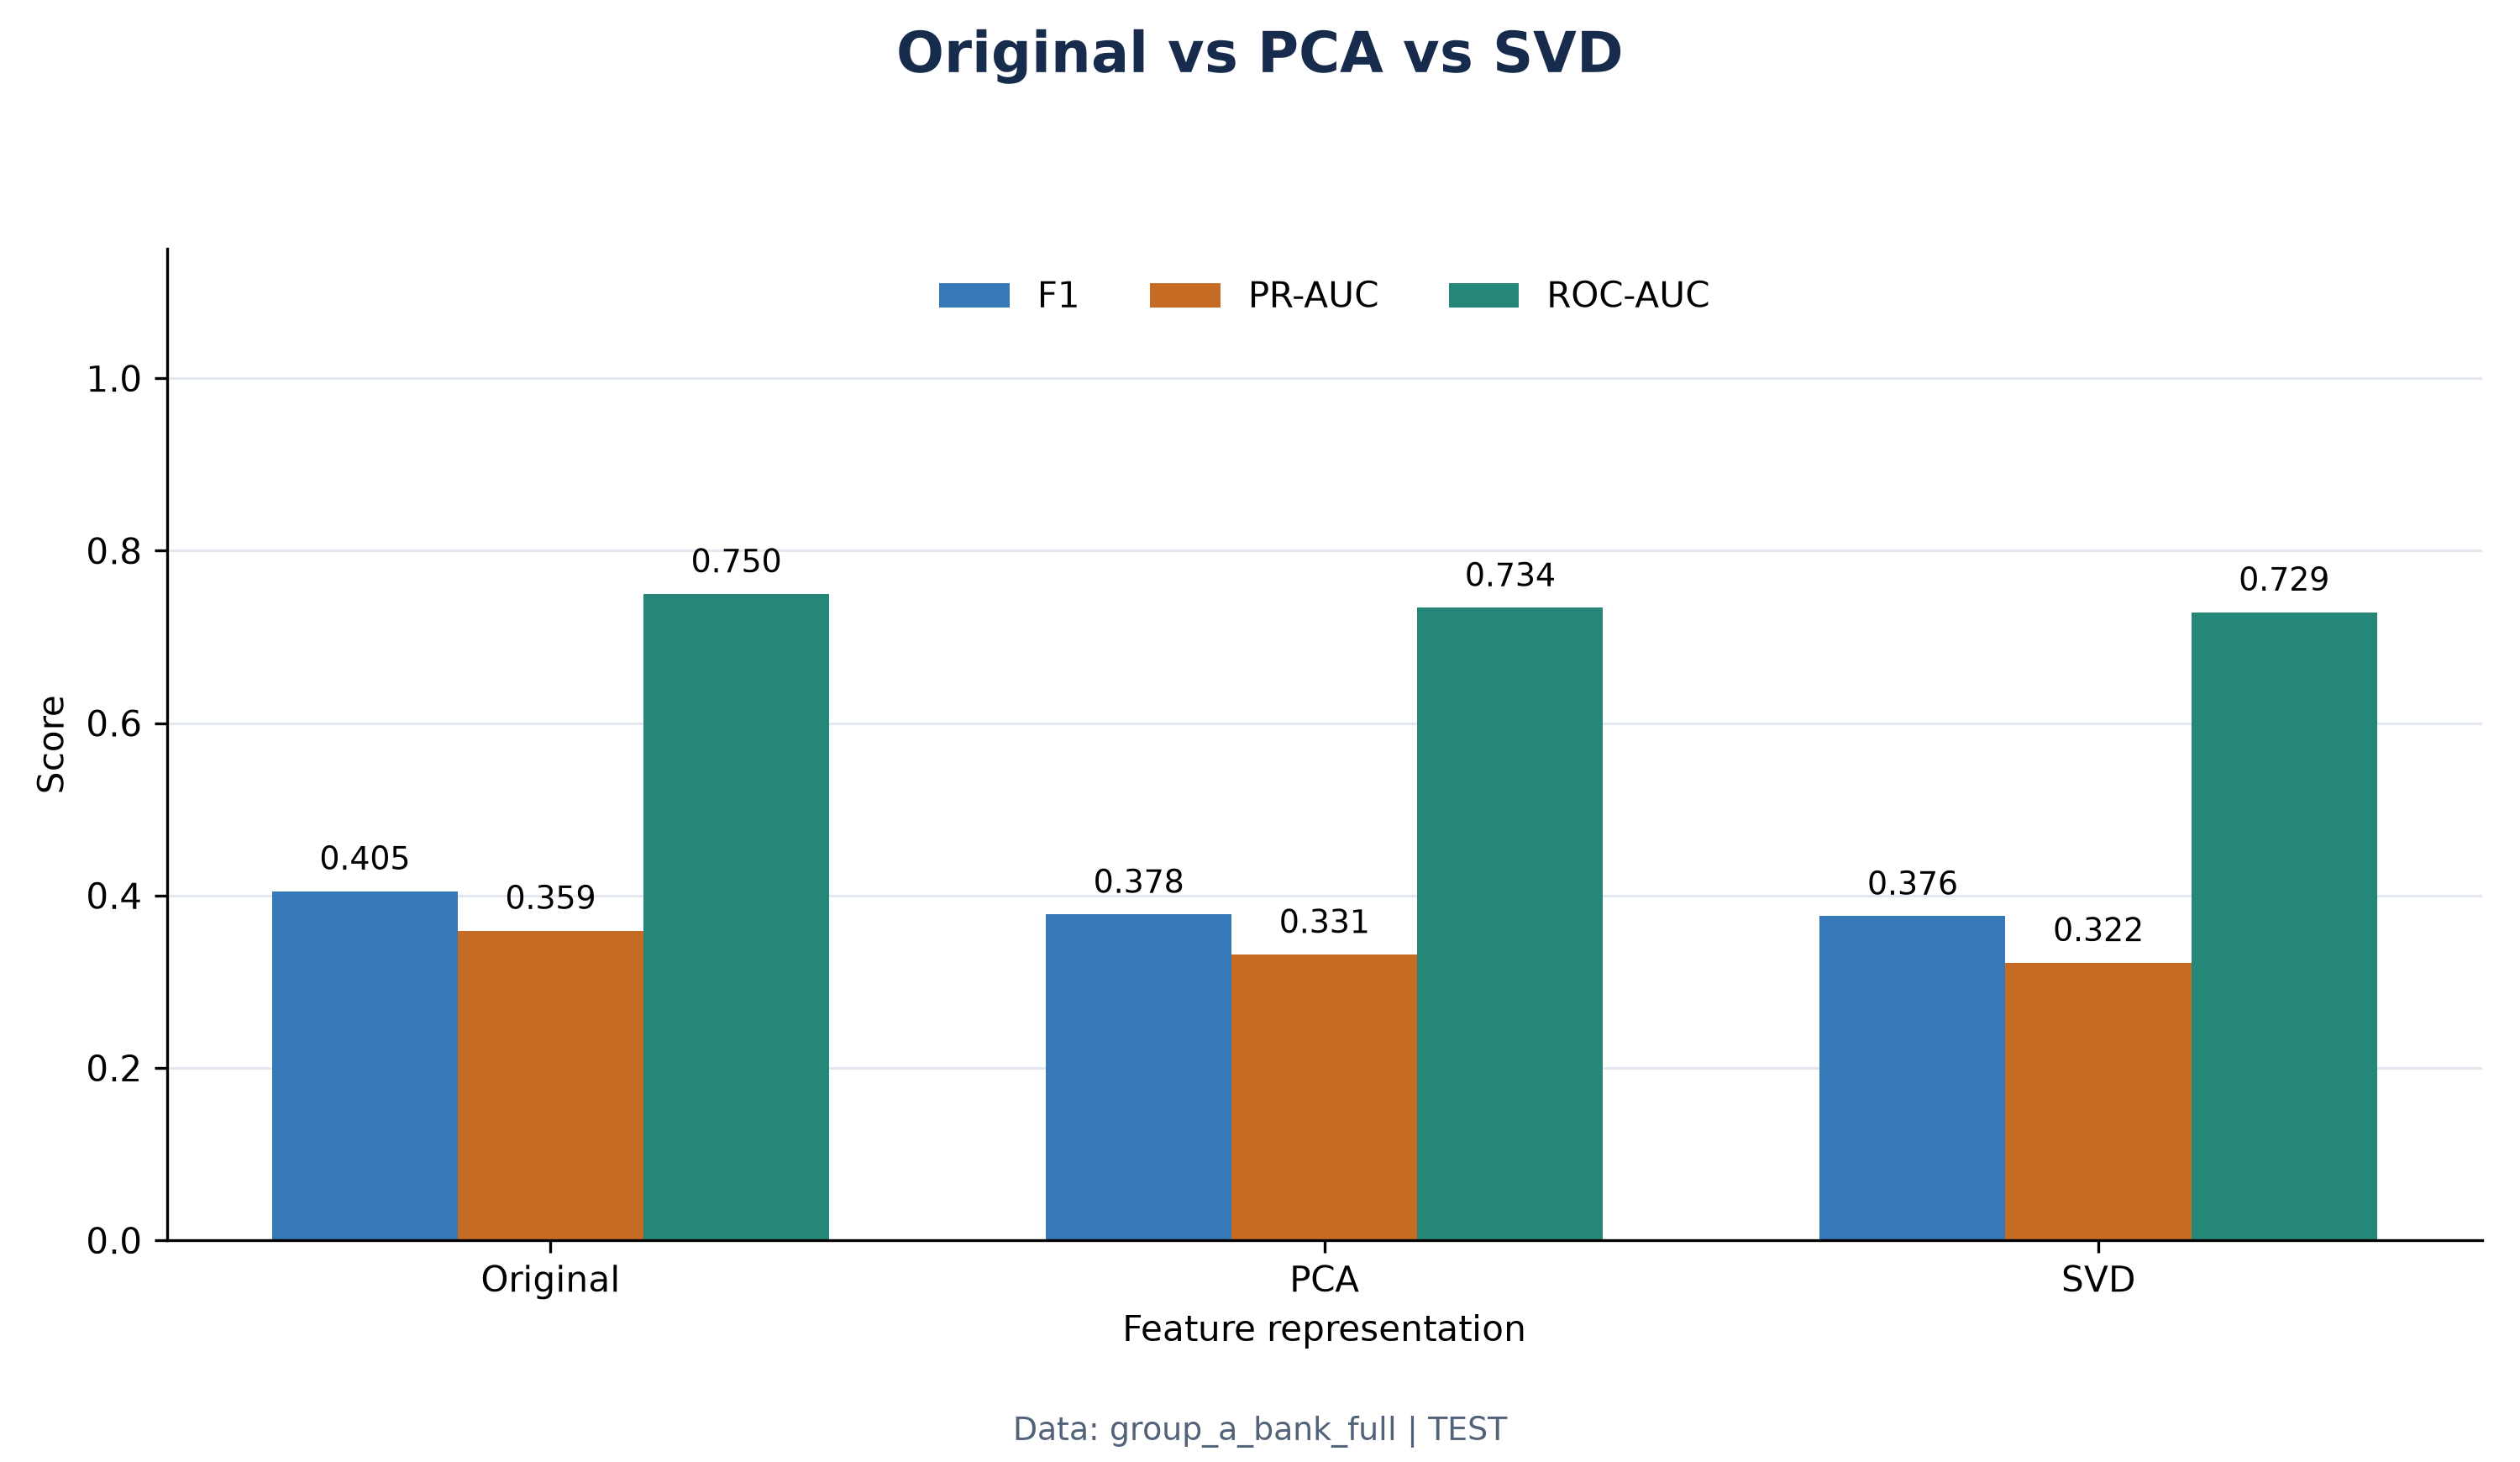 Original vs PCA vs SVD
F1 PR-AUC ROC-AUC
1.0
0.8
0.6
0.4
0.2
0.0
Score
0.405
0.359
0.750
0.378
0.331
0.734
0.376
0.322
0.729
Original PCA SVD
Feature representation
Data: group_a_bank_full | TEST